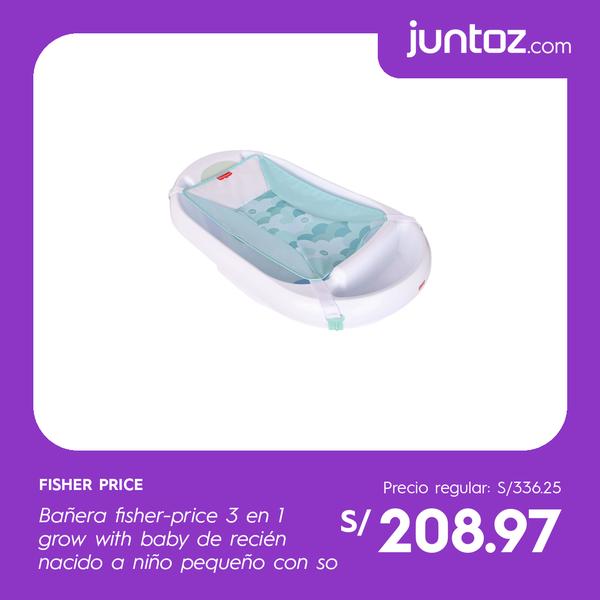 juntoz.com
FISHER PRICE
Bañera fisher-price 3 en 1
grow with baby de recién
nacido a niño pequeño con so
Precio regular: S/336.25
S/ 208.97